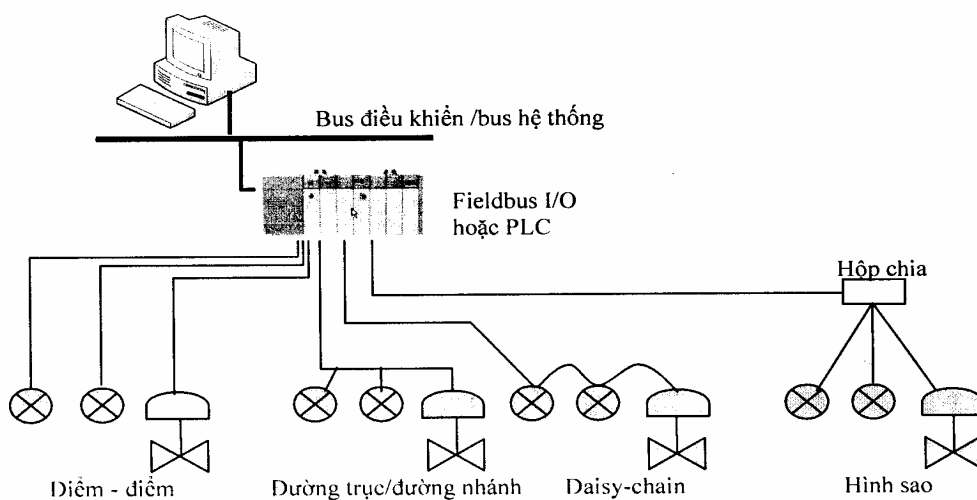 Bus điều khiển /bus hệ thống
Fieldbus I/O
hoặc PLC
Hộp chia
Điểm - điểm
Đường trục/đường nhánh
Daisy-chain
Hình sao